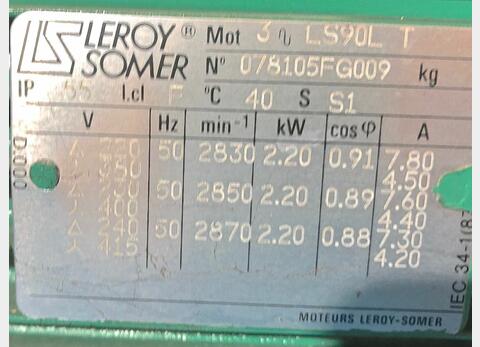 LEROY® SOMER
Mot 3 ∿ LS90L T
N° 078105FG009 kg
IP 55 I.cl F °C 40 S S1
V Hz min⁻¹ kW cosφ A
50 2830 2.20 0.91 7.80
4.50
50 2850 2.20 0.89 7.60
400 4.40
240 50 2870 2.20 0.88 7.30
415 4.20
IEC 34-1(87
MOTEURS LEROY-SOMER